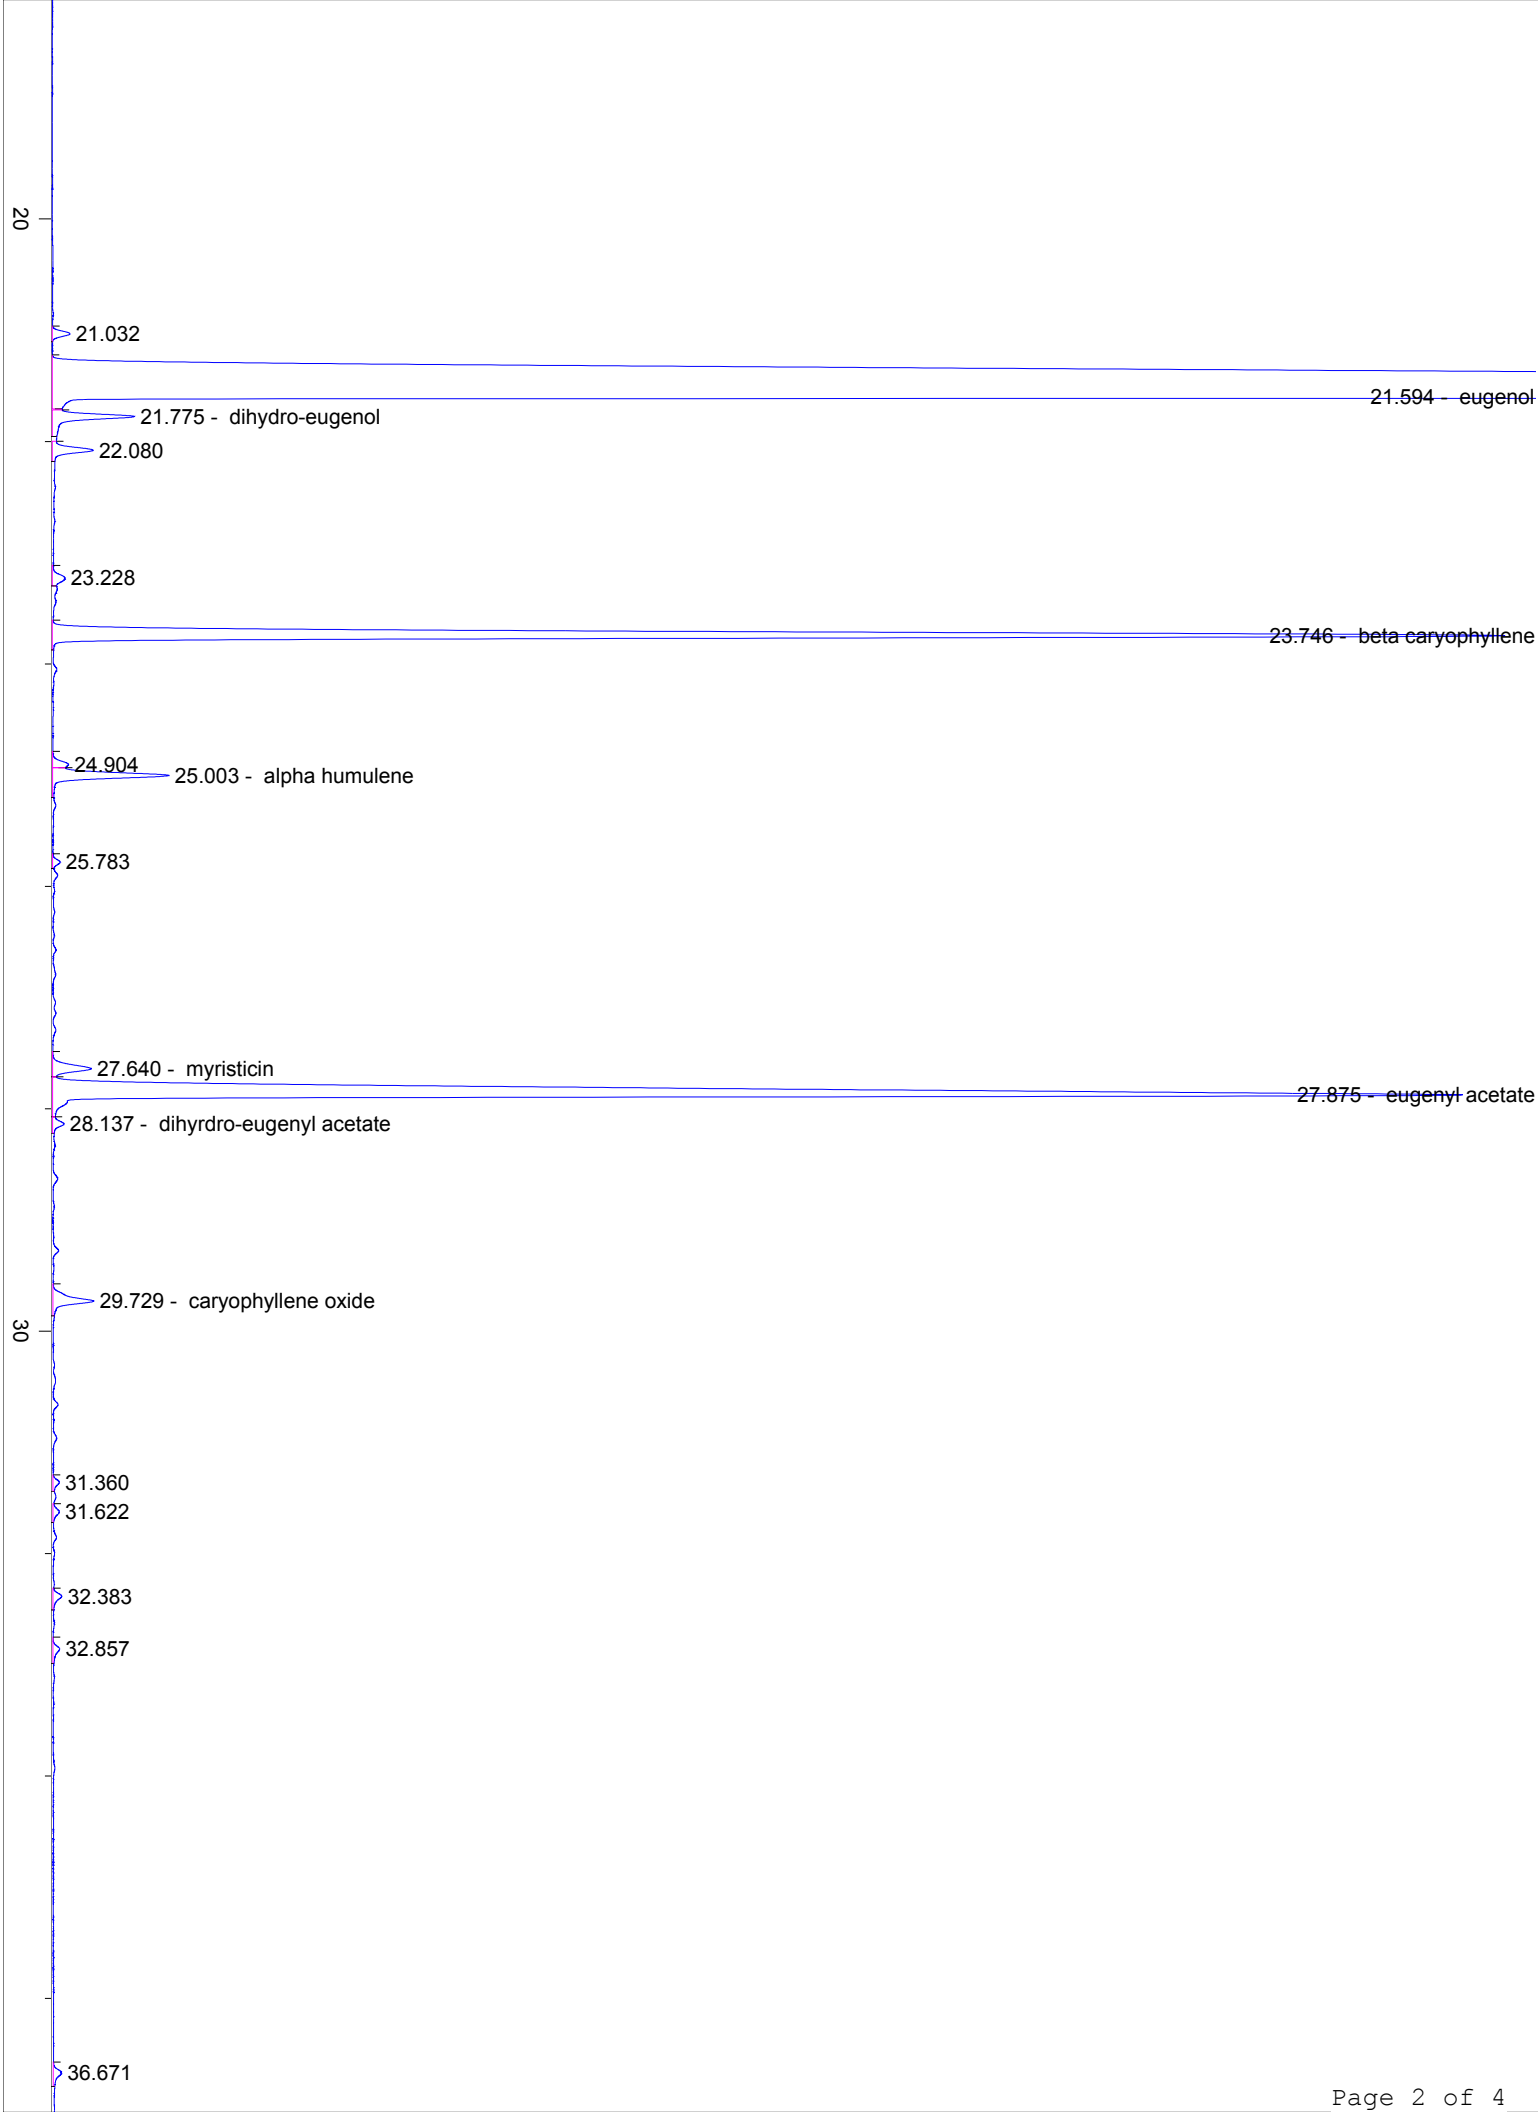 20
21.032
21.594 - eugenol
21.775 - dihydro-eugenol
22.080
23.228
23.746 - beta caryophyllene
24.904
25.003 - alpha humulene
25.783
27.640 - myristicin
27.875 - eugenyl acetate
28.137 - dihyrdro-eugenyl acetate
29.729 - caryophyllene oxide
30
31.360
31.622
32.383
32.857
36.671
Page 2 of 4